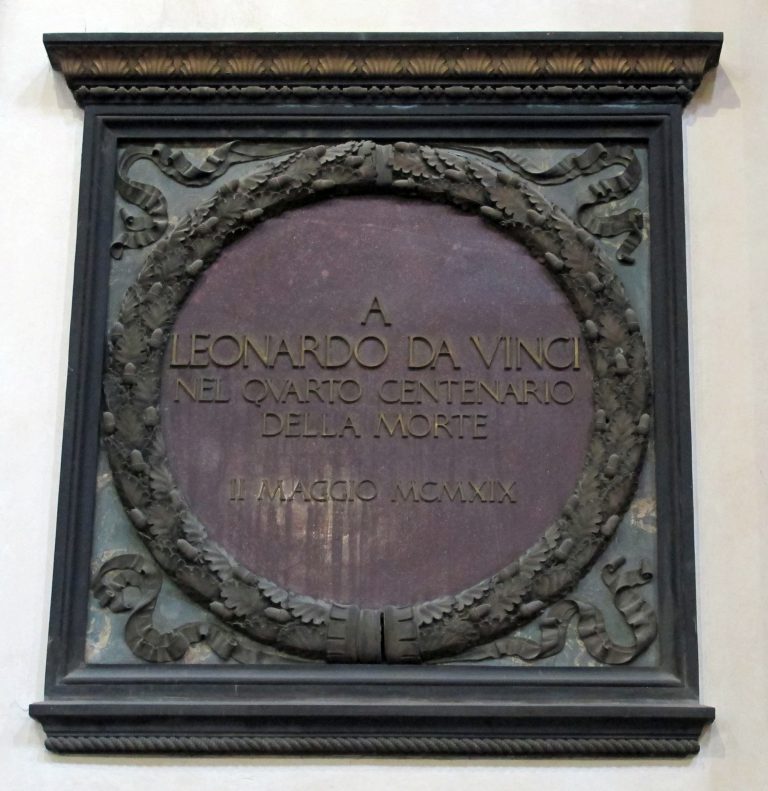 A
LEONARDO DA VINCI
NEL QVARTO CENTENARIO
DELLA MORTE
II MAGGIO MCMXIX